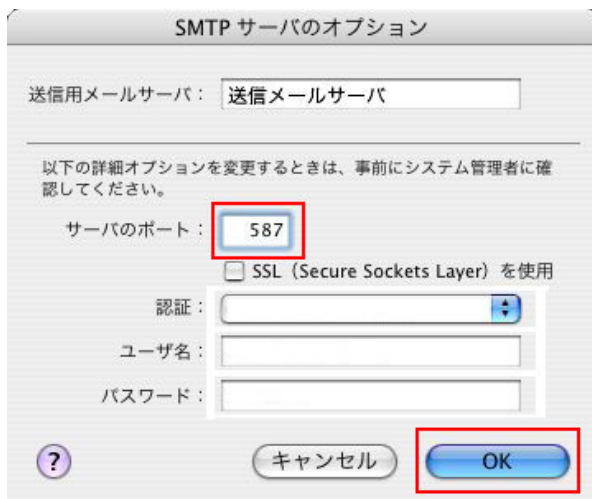 SMTP サーバのオプション
送信用メールサーバ： 送信メールサーバ
以下の詳細オプションを変更するときは、事前にシステム管理者に確
認してください。
サーバのポート： 587
SSL（Secure Sockets Layer）を使用
認証：
ユーザ名：
パスワード：
? キャンセル OK